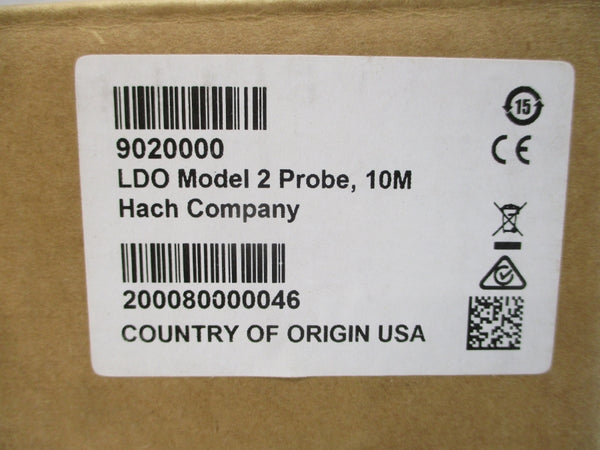 9020000
LDO Model 2 Probe, 10M
Hach Company
200080000046
COUNTRY OF ORIGIN USA
15
CE